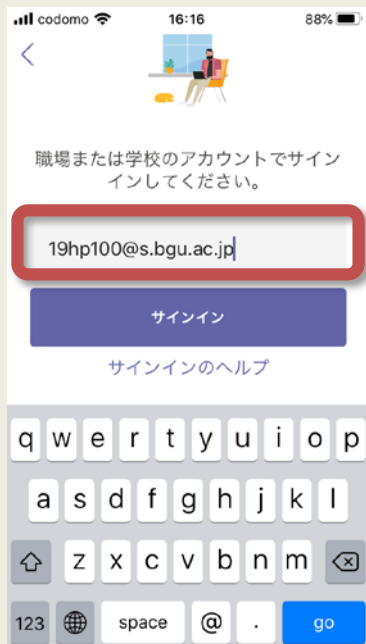 codomo 16:16 88%
職場または学校のアカウントでサイン
インしてください。
19hp100@s.bgu.ac.jp
サインイン
サインインのヘルプ
q w e r t y u i o p
a s d f g h j k l
z x c v b n m
123 space @ . go